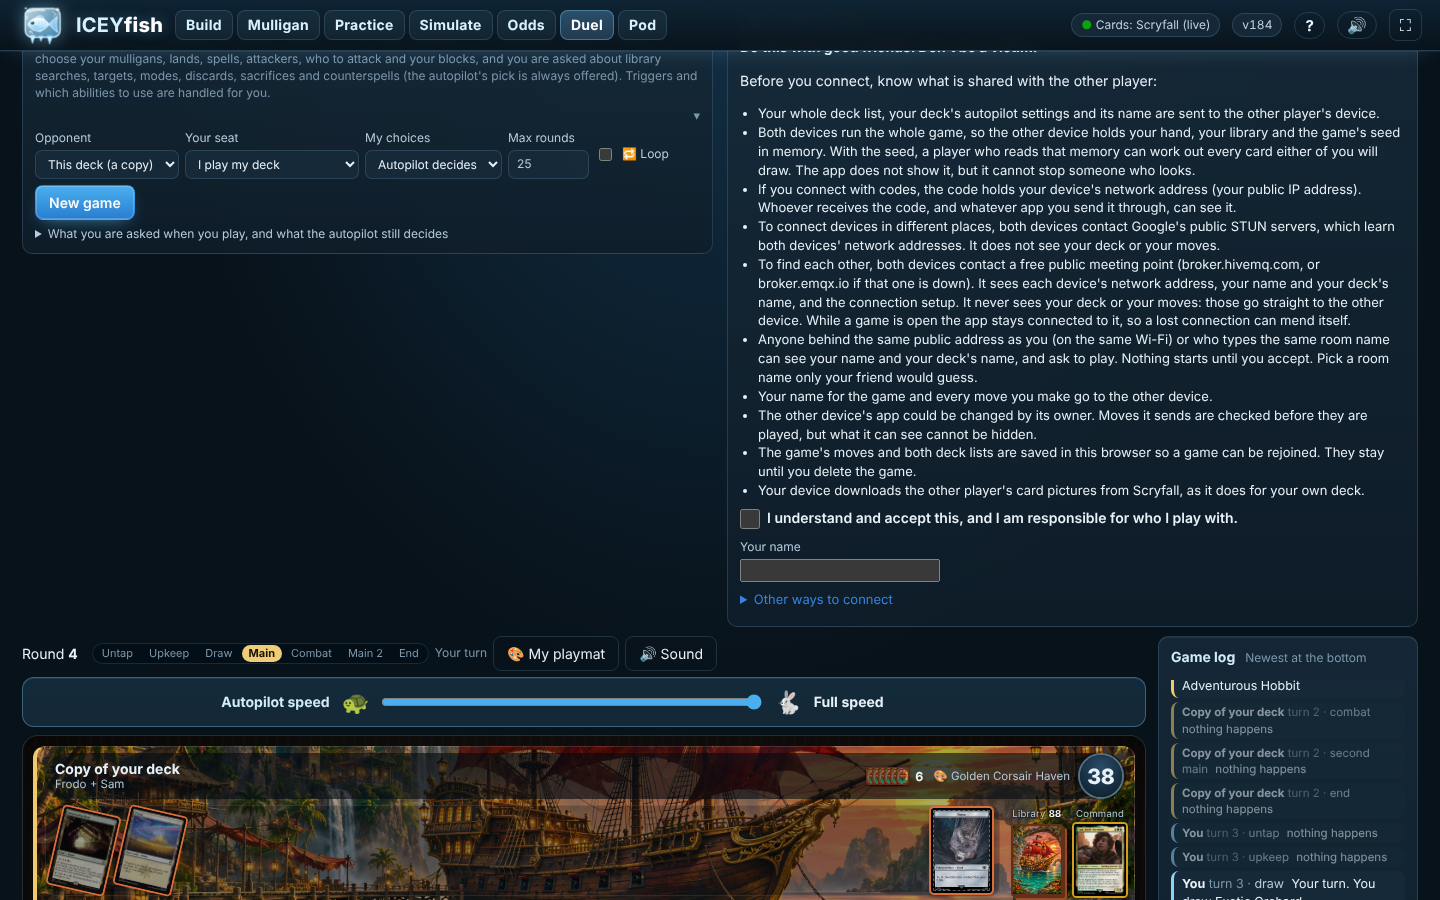 ICEYfish
Build
Mulligan
Practice
Simulate
Odds
Duel
Pod
Cards: Scryfall (live)
v184
?
choose your mulligans, lands, spells, attackers, who to attack and your blocks, and you are asked about library
searches, targets, modes, discards, sacrifices and counterspells (the autopilot's pick is always offered). Triggers and
which abilities to use are handled for you.
Opponent
Your seat
My choices
Max rounds
This deck (a copy)
I play my deck
Autopilot decides
25
Loop
New game
What you are asked when you play, and what the autopilot still decides
Before you connect, know what is shared with the other player:
• Your whole deck list, your deck's autopilot settings and its name are sent to the other player's device.
• Both devices run the whole game, so the other device holds your hand, your library and the game's seed
in memory. With the seed, a player who reads that memory can work out every card either of you will
draw. The app does not show it, but it cannot stop someone who looks.
• If you connect with codes, the code holds your device's network address (your public IP address).
Whoever receives the code, and whatever app you send it through, can see it.
• To connect devices in different places, both devices contact Google's public STUN servers, which learn
both devices' network addresses. It does not see your deck or your moves.
• To find each other, both devices contact a free public meeting point (broker.hivemq.com, or
broker.emqx.io if that one is down). It sees each device's network address, your name and your deck's
name, and the connection setup. It never sees your deck or your moves: those go straight to the other
device. While a game is open the app stays connected to it, so a lost connection can mend itself.
• Anyone behind the same public address as you (on the same Wi-Fi) or who types the same room name
can see your name and your deck's name, and ask to play. Nothing starts until you accept. Pick a room
name only your friend would guess.
• Your name for the game and every move you make go to the other device.
• The other device's app could be changed by its owner. Moves it sends are checked before they are
played, but what it can see cannot be hidden.
• The game's moves and both deck lists are saved in this browser so a game can be rejoined. They stay
until you delete the game.
• Your device downloads the other player's card pictures from Scryfall, as it does for your own deck.
I understand and accept this, and I am responsible for who I play with.
Your name
Other ways to connect
Round 4
Untap
Upkeep
Draw
Main
Combat
Main 2
End
Your turn
My playmat
Sound
Autopilot speed
Full speed
Copy of your deck
Frodo + Sam
6
Golden Corsair Haven
38
Library 88
Command
Game log Newest at the bottom
Adventurous Hobbit
Copy of your deck turn 2 · combat
nothing happens
Copy of your deck turn 2 · second
main nothing happens
Copy of your deck turn 2 · end
nothing happens
You turn 3 · untap nothing happens
You turn 3 · upkeep nothing happens
You turn 3 · draw Your turn. You